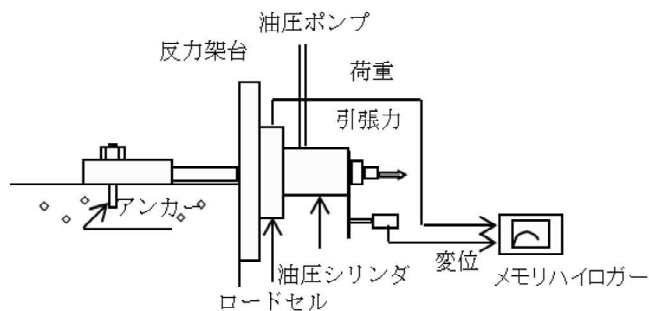 油圧ポンプ
反力架台
荷重
引張力
アンカー
変位
油圧シリンダ
メモリハイロガー
ロードセル